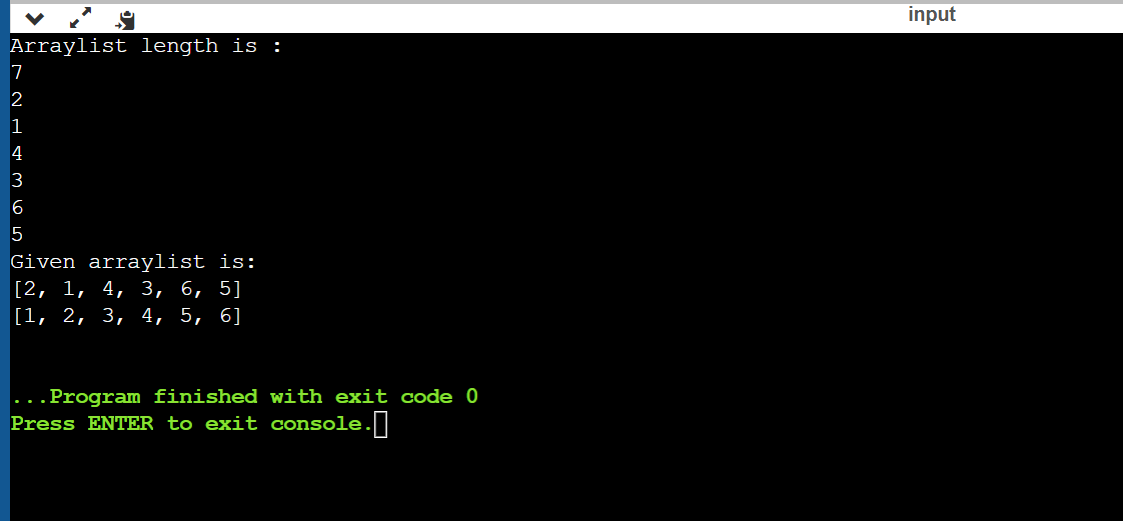 input
Arraylist length is :
7
2
1
4
3
6
5
Given arraylist is:
[2, 1, 4, 3, 6, 5]
[1, 2, 3, 4, 5, 6]
...Program finished with exit code 0
Press ENTER to exit console.